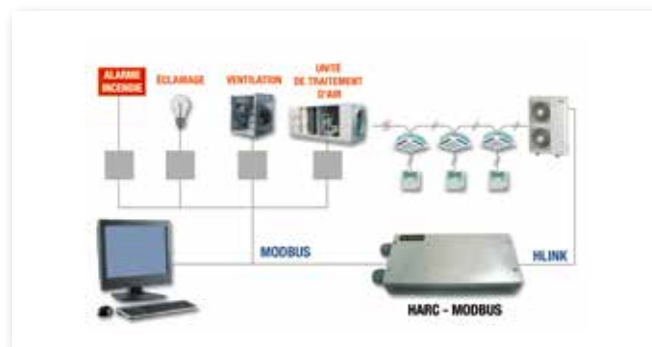 ALARME
INCENDIE
ÉCLAIRAGE
VENTILATION
UNITÉ
DE TRAITEMENT
D'AIR
MODBUS
HLINK
HARC - MODBUS